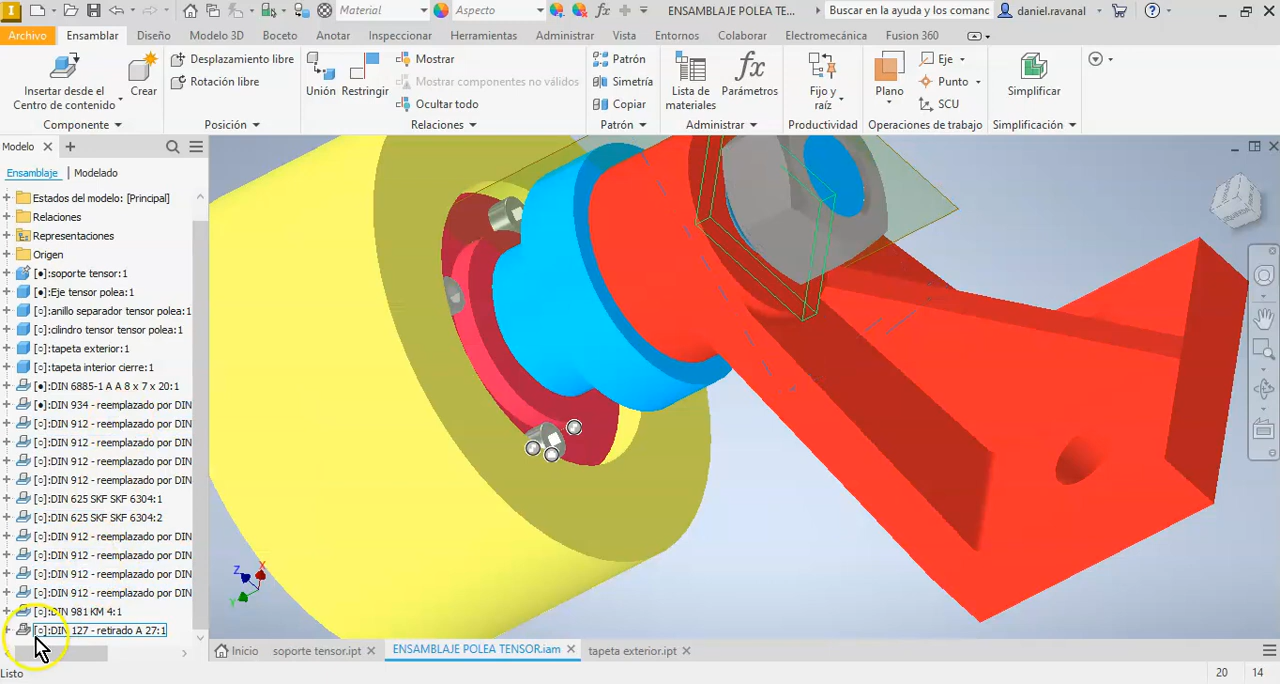 Material
Aspecto
ENSAMBLAJE POLEA TE...
Buscar en la ayuda y los comanc
daniel.ravanal
Archivo Ensamblar Diseño Modelo 3D Boceto Anotar Inspeccionar Herramientas Administrar Vista Entornos Colaborar Electromecánica Fusion 360
Insertar desde el
Centro de contenido
Crear
Componente
Desplazamiento libre
Rotación libre
Posición
Unión
Restringir
Mostrar
Mostrar componentes no válidos
Ocultar todo
Relaciones
Patrón
Simetría
Copiar
Patrón
Lista de
materiales
Parámetros
Administrar
Fijo y
raíz
Productividad
Plano
Eje
Punto
SCU
Operaciones de trabajo
Simplificar
Simplificación
Modelo
Ensamblaje Modelado
Estados del modelo: [Principal]
Relaciones
Representaciones
Origen
[●]:soporte tensor:1
[●]:Eje tensor polea:1
[○]:anillo separador tensor polea:1
[○]:cilindro tensor tensor polea:1
[○]:tapeta exterior:1
[○]:tapeta interior cierre:1
[●]:DIN 6885-1 A A 8 x 7 x 20:1
[●]:DIN 934 - reemplazado por DIN
[○]:DIN 912 - reemplazado por DIN
[○]:DIN 912 - reemplazado por DIN
[○]:DIN 912 - reemplazado por DIN
[○]:DIN 912 - reemplazado por DIN
[○]:DIN 625 SKF SKF 6304:1
[○]:DIN 625 SKF SKF 6304:2
[○]:DIN 912 - reemplazado por DIN
[○]:DIN 912 - reemplazado por DIN
[○]:DIN 912 - reemplazado por DIN
[○]:DIN 912 - reemplazado por DIN
[○]:DIN 981 KM 4:1
[○]:DIN 127 - retirado A 27:1
Z X
Y
Inicio soporte tensor.ipt ENSAMBLAJE POLEA TENSOR.iam tapeta exterior.ipt
Listo
20 14